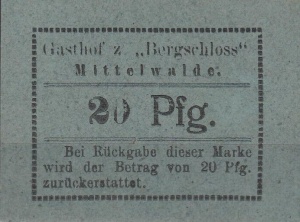 Gasthof z. „Bergschloss“
Mittelwalde.
20 Pfg.
Bei Rückgabe dieser Marke
wird der Betrag von 20 Pfg.
zurückerstattet.